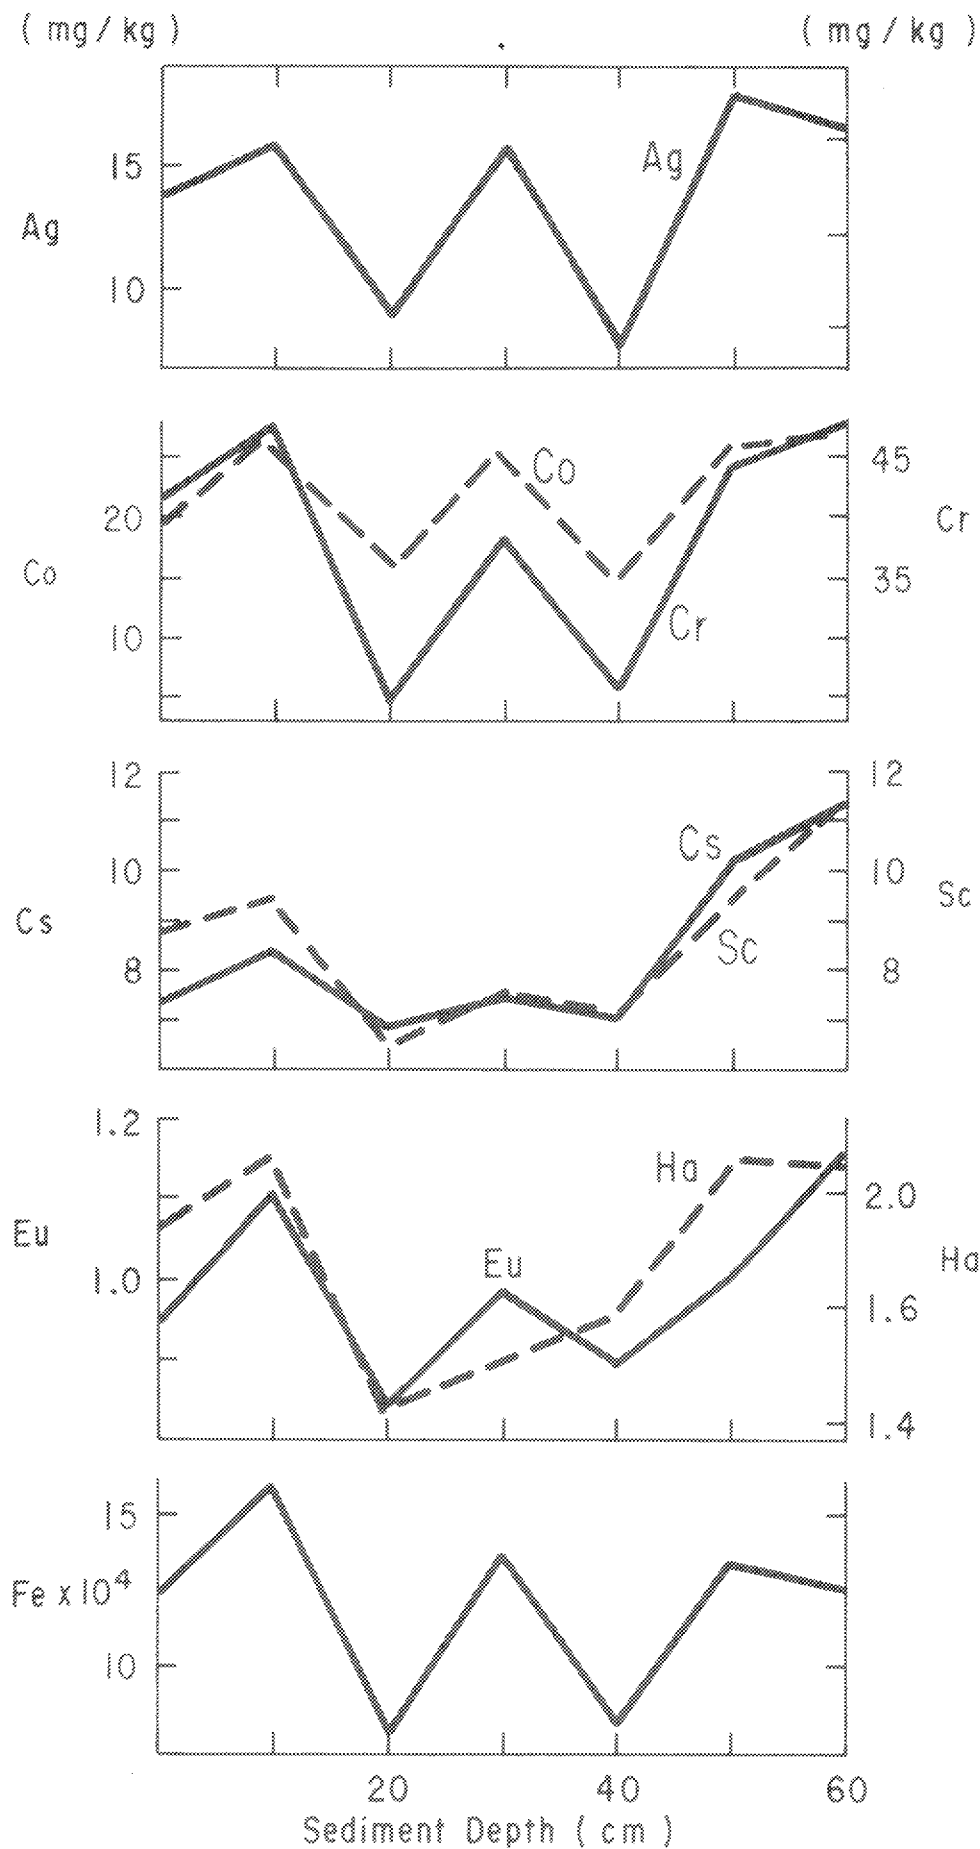 ( mg / kg ) ( mg / kg )
15
Ag
Ag
10
Co 45
20 Cr
Co 35
Cr
10
12 12
Cs
10 10
Cs Sc
Sc
8 8
1.2
Ha
2.0
Eu
Eu Ha
1.0
1.6
1.4
15
Fe x 10⁴
10
20 40 60
Sediment Depth ( cm )